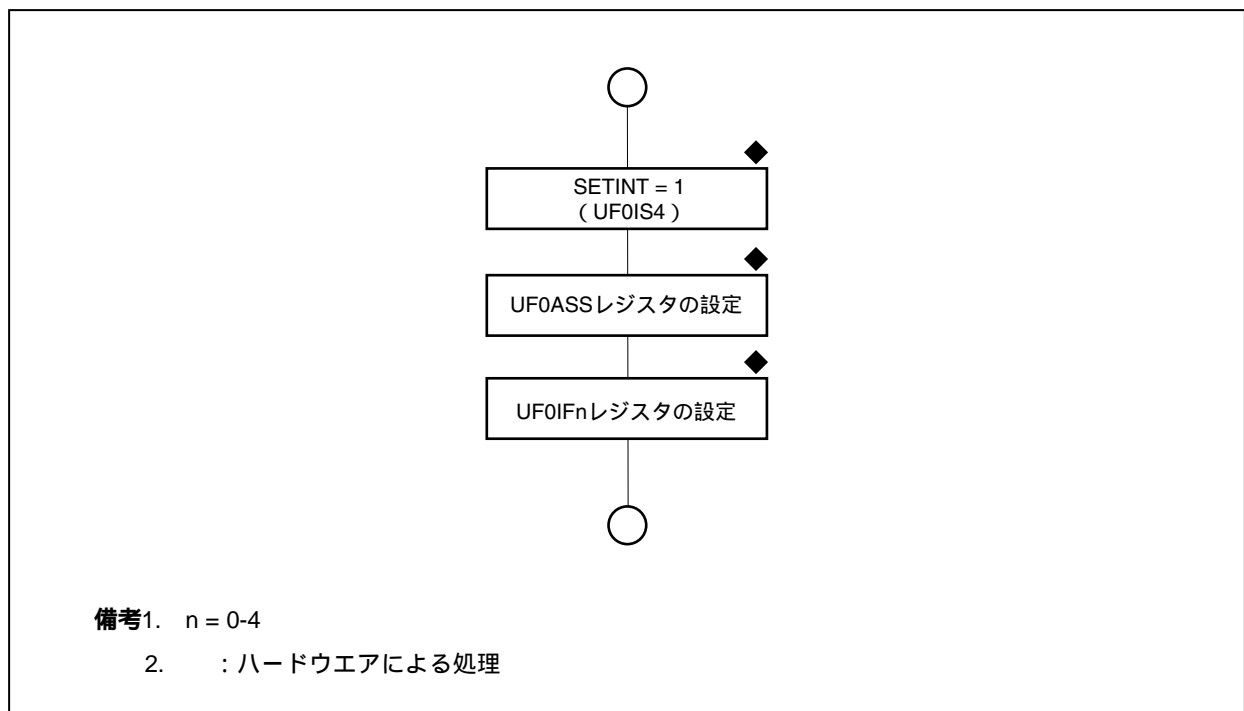 SETINT = 1
( UF0IS4 )
UF0ASSレジスタの設定
UF0IFnレジスタの設定
備考1. n = 0-4
2. : ハードウエアによる処理